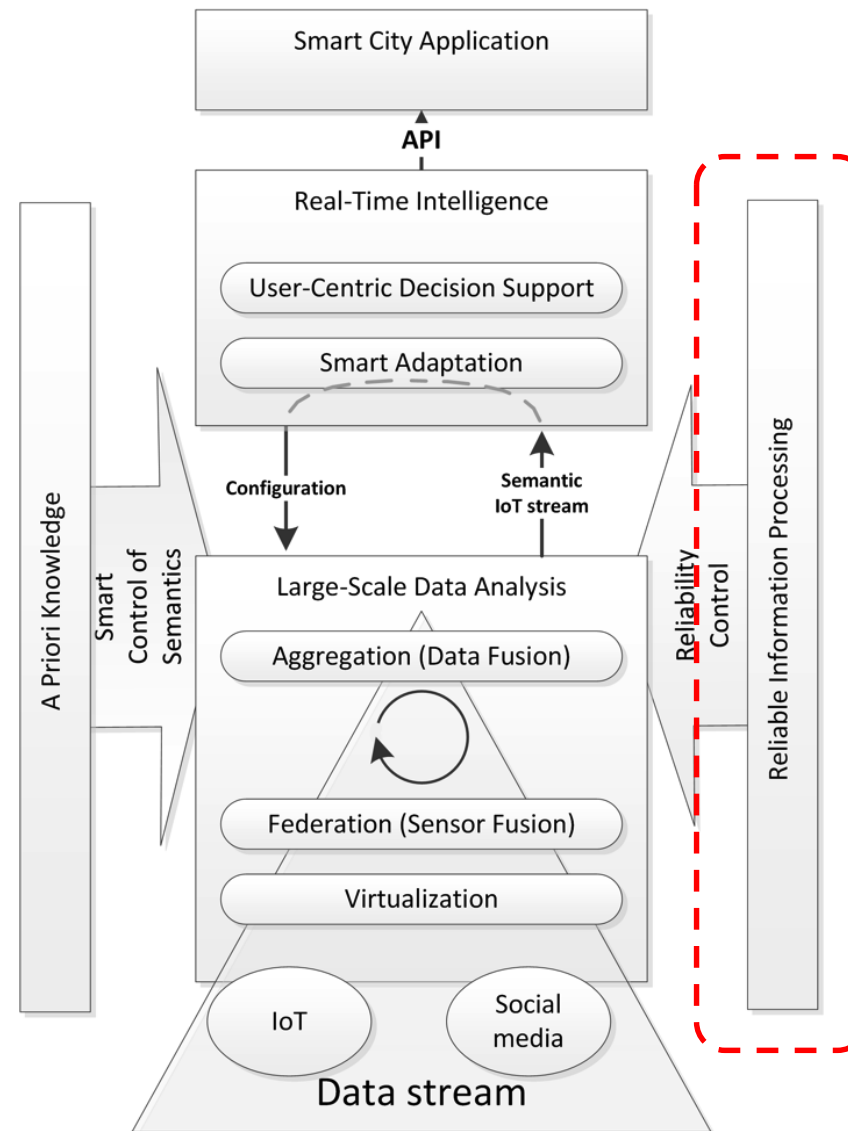 Smart City Application
API
Real-Time Intelligence
User-Centric Decision Support
Smart Adaptation
Configuration
Semantic
IoT stream
A Priori Knowledge
Smart
Control of
Semantics
Large-Scale Data Analysis
Aggregation (Data Fusion)
Federation (Sensor Fusion)
Virtualization
Reliability
Control
Reliable Information Processing
IoT
Social
media
Data stream